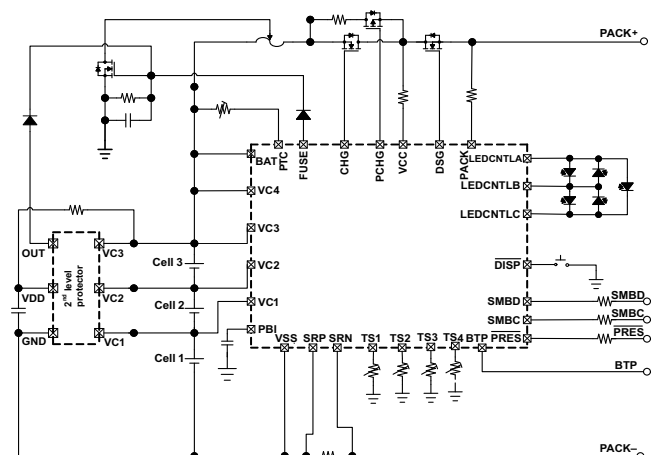 PACK+
BAT
PTC
FUSE
CHG
PCHG
VCC
DSG
PACK
LEDCNTLA
LEDCNTLB
LEDCNTLC
VC4
VC3
VC2
VC1
PBI
DISP
SMBD
SMBC
PRES
SMBD
SMBC
PRES
BTP
OUT
VDD
GND
2nd level
protector
VC3
VC2
VC1
Cell 3
Cell 2
Cell 1
VSS
SRP
SRN
TS1
TS2
TS3
TS4
BTP
PACK–